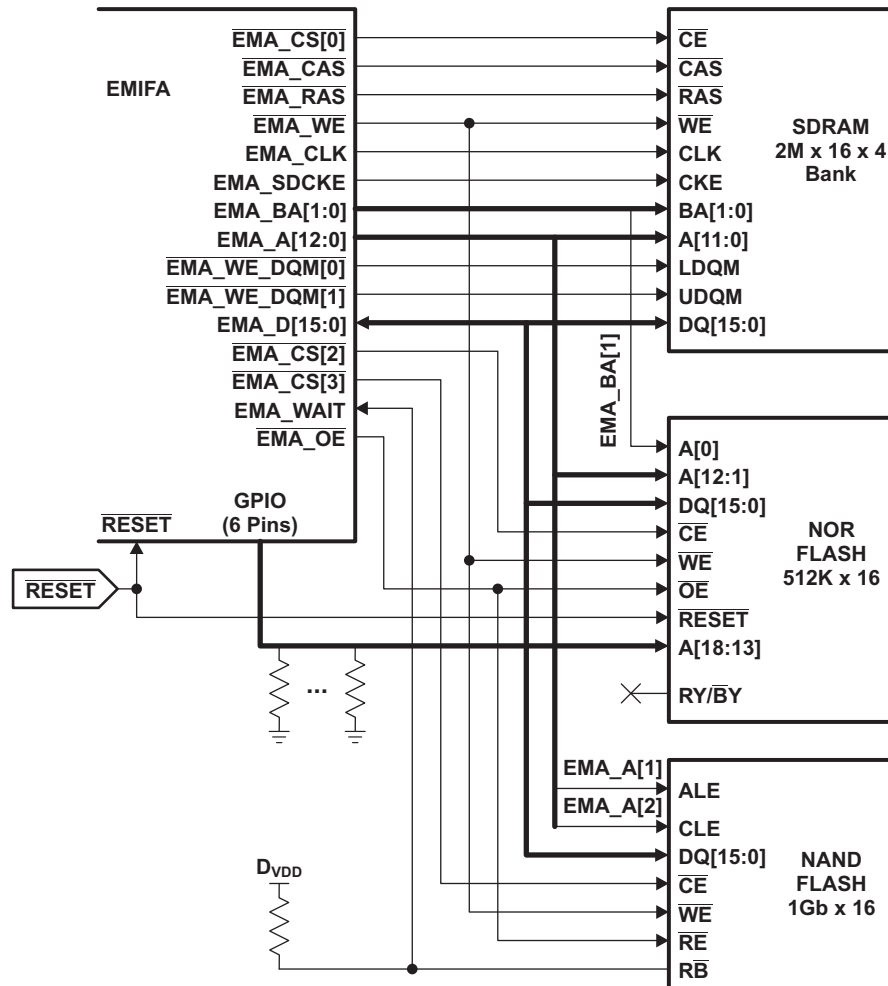 EMIFA
EMA_CS[0]
EMA_CAS
EMA_RAS
EMA_WE
EMA_CLK
EMA_SDCKE
EMA_BA[1:0]
EMA_A[12:0]
EMA_WE_DQM[0]
EMA_WE_DQM[1]
EMA_D[15:0]
EMA_CS[2]
EMA_CS[3]
EMA_WAIT
EMA_OE
GPIO
(6 Pins)
RESET
RESET
...
DVDD
EMA_BA[1]
CE
CAS
RAS
WE
CLK
CKE
BA[1:0]
A[11:0]
LDQM
UDQM
DQ[15:0]
SDRAM
2M x 16 x 4
Bank
A[0]
A[12:1]
DQ[15:0]
CE
WE
OE
RESET
A[18:13]
RY/BY
NOR
FLASH
512K x 16
EMA_A[1]
EMA_A[2]
ALE
CLE
DQ[15:0]
CE
WE
RE
RB
NAND
FLASH
1Gb x 16